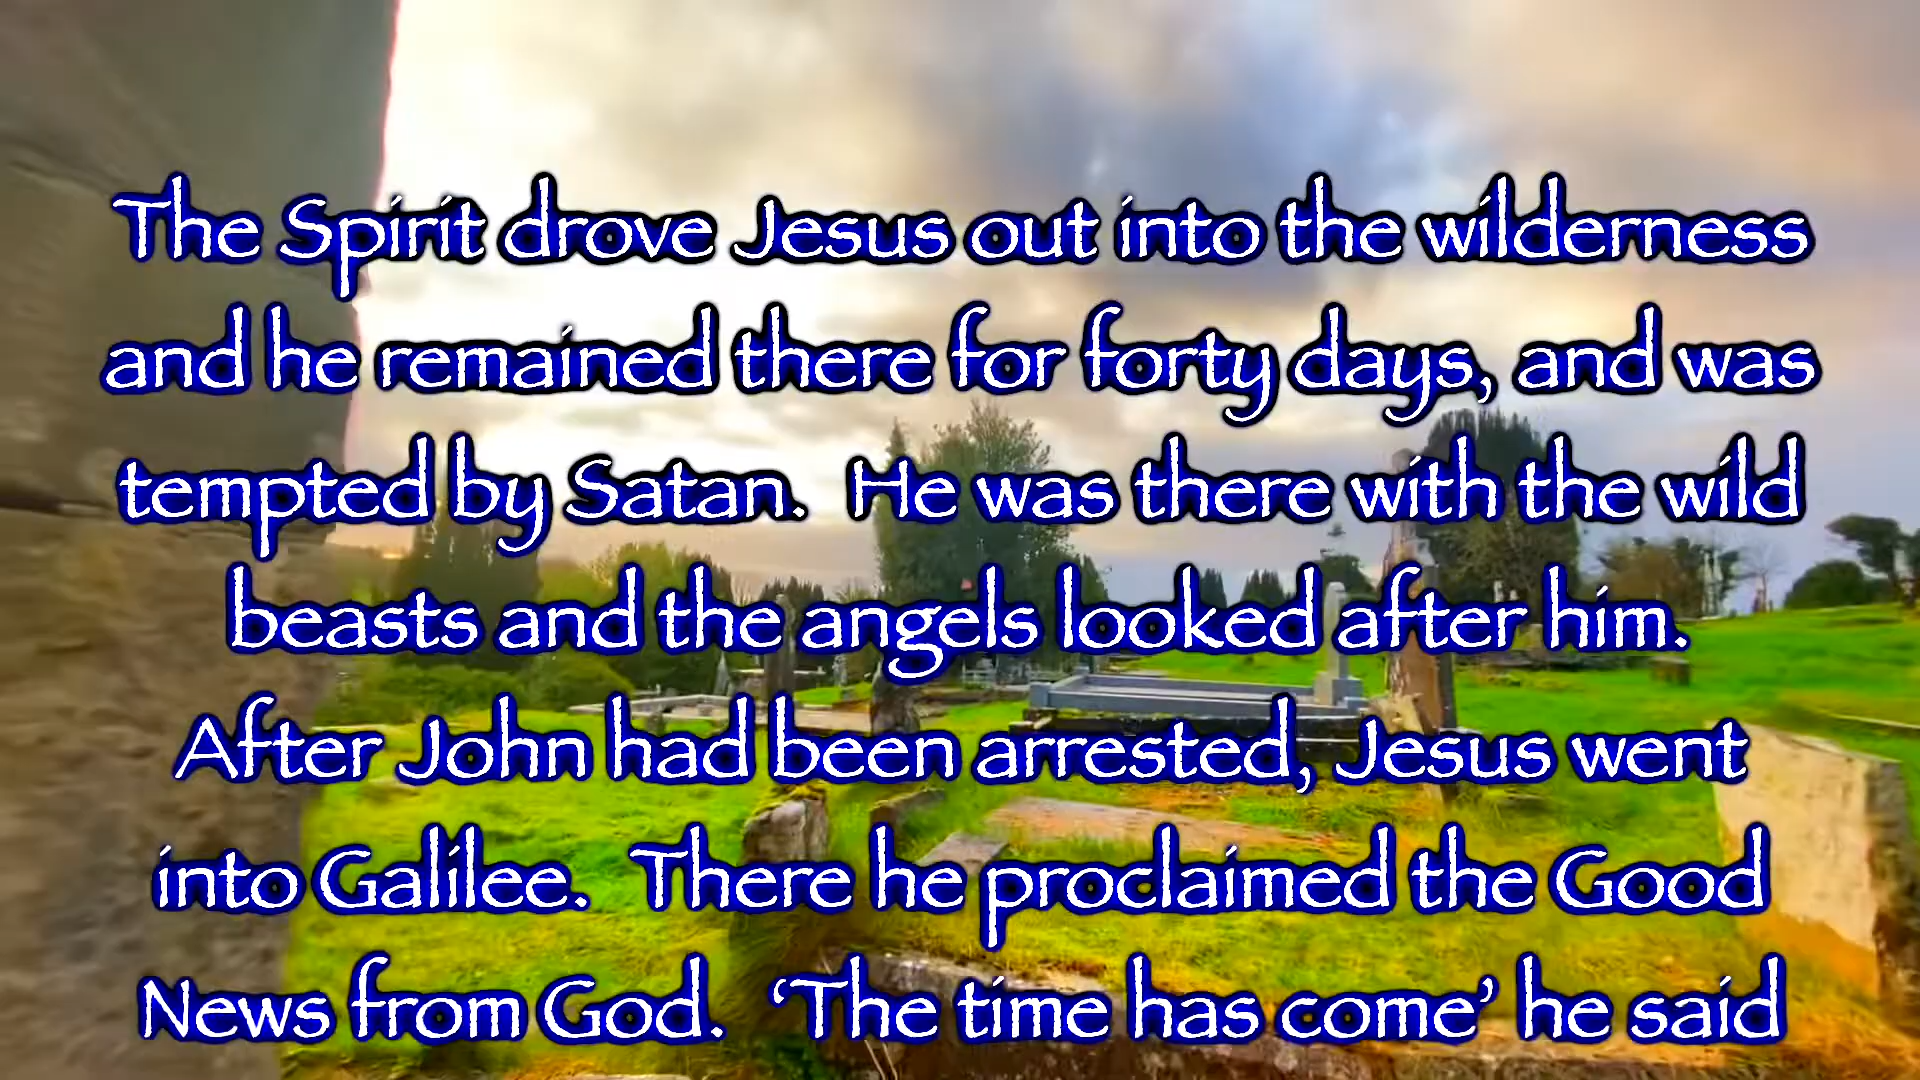 The Spirit drove Jesus out into the wilderness
and he remained there for forty days, and was
tempted by Satan.  He was there with the wild
beasts and the angels looked after him.
After John had been arrested, Jesus went
into Galilee.  There he proclaimed the Good
News from God.  ‘The time has come’ he said